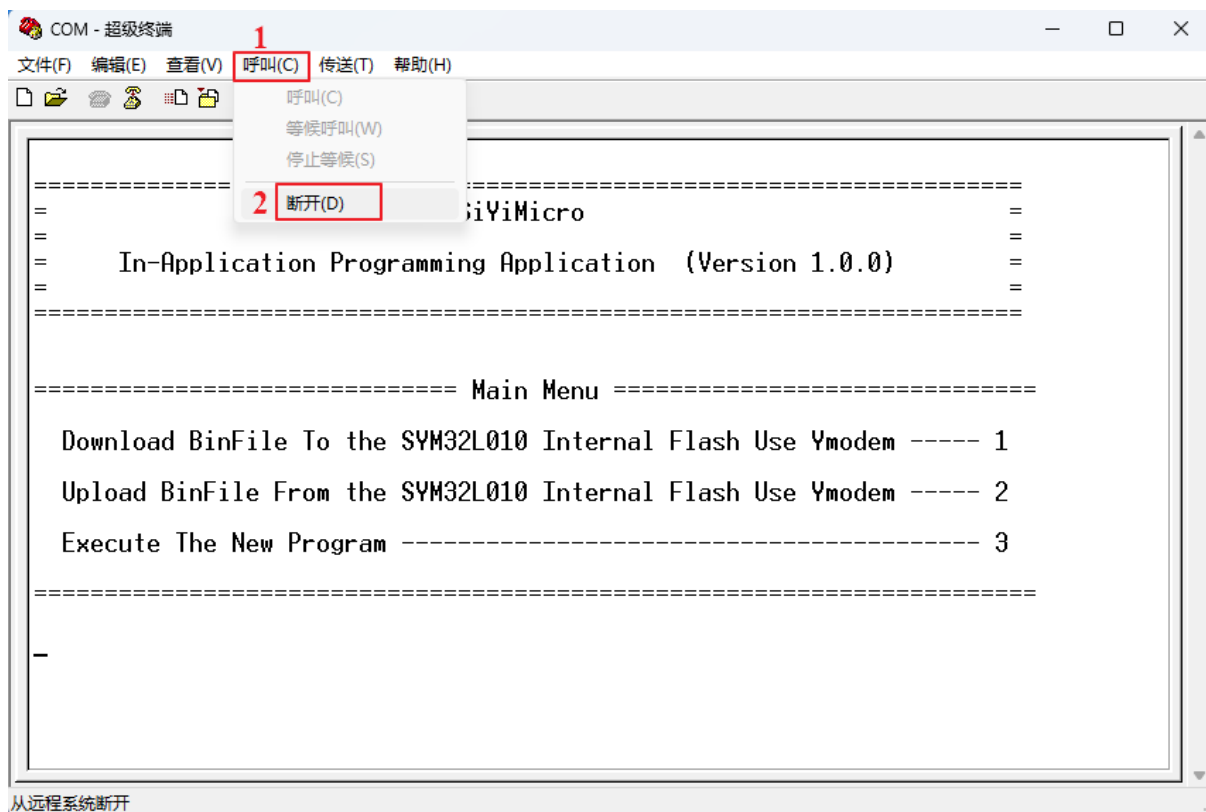 COM - 超级终端
1
文件(F) 编辑(E) 查看(V) 呼叫(C) 传送(T) 帮助(H)
呼叫(C)
等候呼叫(W)
停止等候(S)
2 断开(D)
======================================================================
= SiYiMicro =
= =
= In-Application Programming Application (Version 1.0.0) =
= =
======================================================================
============================== Main Menu ==============================
Download BinFile To the SYM32L010 Internal Flash Use Ymodem ----- 1
Upload BinFile From the SYM32L010 Internal Flash Use Ymodem ----- 2
Execute The New Program ----------------------------------------- 3
=======================================================================
_
从远程系统断开